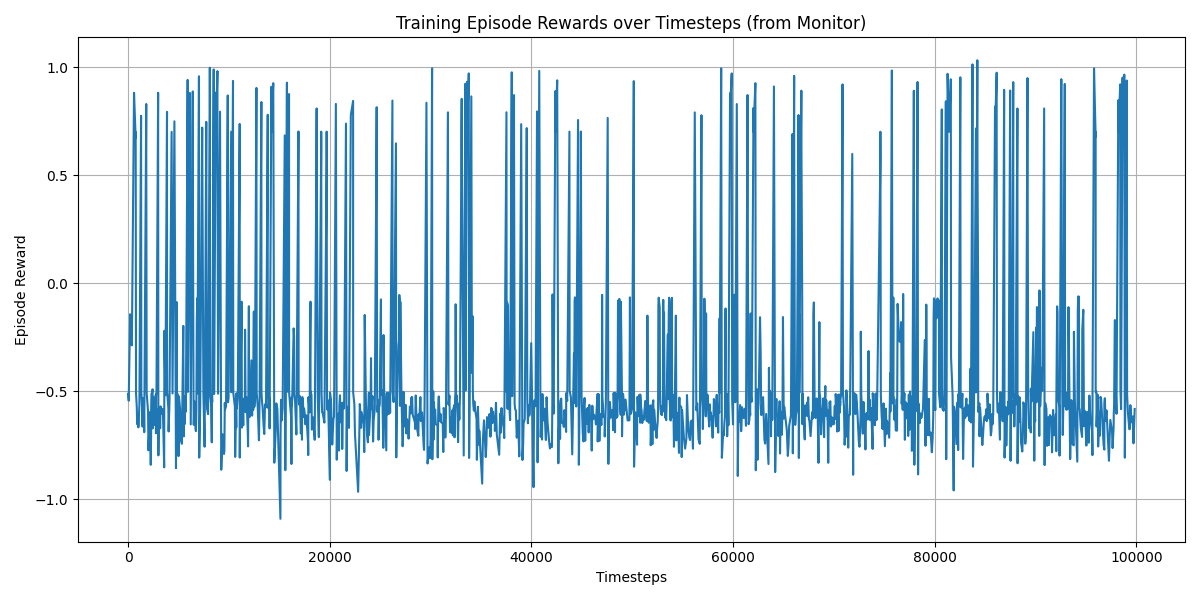 Training Episode Rewards over Timesteps (from Monitor)
1.0
0.5
0.0
−0.5
−1.0
Episode Reward
0 20000 40000 60000 80000 100000
Timesteps